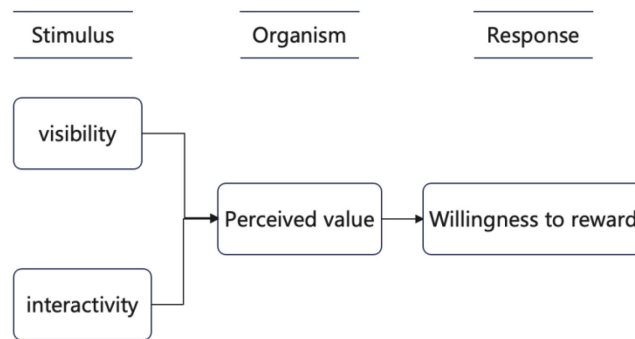 Stimulus
Organism
Response
visibility
Perceived value
Willingness to reward
interactivity